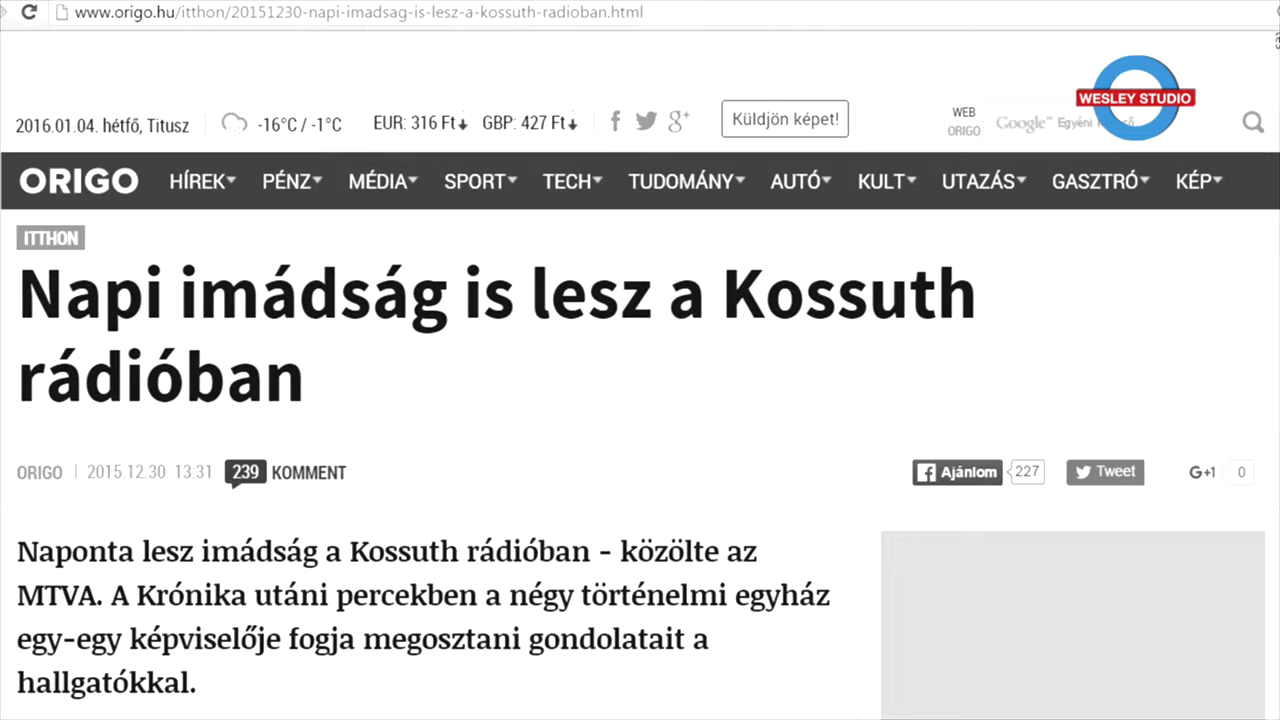 www.origo.hu/itthon/20151230-napi-imadsag-is-lesz-a-kossuth-radioban.html
WESLEY STUDIO
2016.01.04. hétfő, Titusz -16°C / -1°C EUR: 316 Ft GBP: 427 Ft Küldjön képet! WEB
ORIGO Google™ Egyéni
ORIGO HÍREK PÉNZ MÉDIA SPORT TECH TUDOMÁNY AUTÓ KULT UTAZÁS GASZTRÓ KÉP
ITTHON
Napi imádság is lesz a Kossuth
rádióban
ORIGO | 2015.12.30. 13:31 239 KOMMENT Ajánlom 227 Tweet G+1 0
Naponta lesz imádság a Kossuth rádióban - közölte az
MTVA. A Krónika utáni percekben a négy történelmi egyház
egy-egy képviselője fogja megosztani gondolatait a
hallgatókkal.